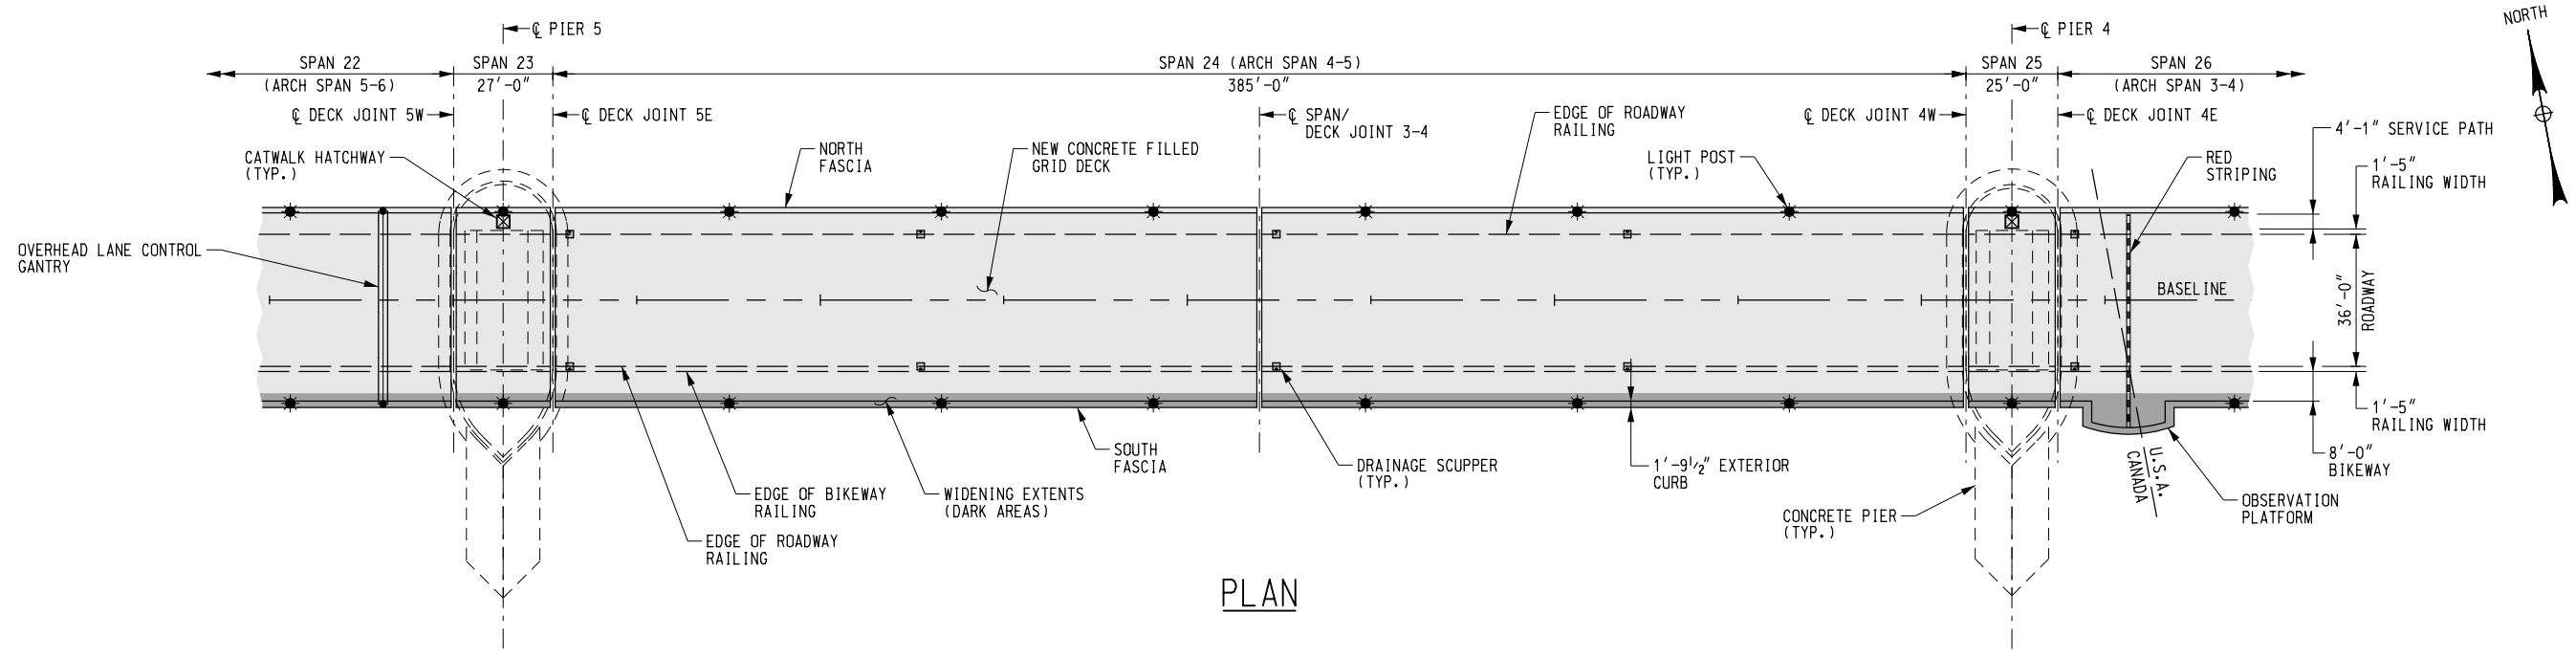 ℄ PIER 5
℄ PIER 4
NORTH
SPAN 22
(ARCH SPAN 5-6)
SPAN 23
27'-0"
SPAN 24 (ARCH SPAN 4-5)
385'-0"
SPAN 25
25'-0"
SPAN 26
(ARCH SPAN 3-4)
℄ DECK JOINT 5W
℄ DECK JOINT 5E
℄ SPAN/
DECK JOINT 3-4
EDGE OF ROADWAY
RAILING
℄ DECK JOINT 4W
℄ DECK JOINT 4E
4'-1" SERVICE PATH
CATWALK HATCHWAY
(TYP.)
NORTH
FASCIA
NEW CONCRETE FILLED
GRID DECK
LIGHT POST
(TYP.)
RED
STRIPING
1'-5"
RAILING WIDTH
OVERHEAD LANE CONTROL
GANTRY
BASELINE
36'-0"
ROADWAY
1'-5"
RAILING WIDTH
8'-0"
BIKEWAY
SOUTH
FASCIA
DRAINAGE SCUPPER
(TYP.)
1'-9 1/2" EXTERIOR
CURB
U.S.A.
CANADA
EDGE OF BIKEWAY
RAILING
WIDENING EXTENTS
(DARK AREAS)
OBSERVATION
PLATFORM
CONCRETE PIER
(TYP.)
EDGE OF ROADWAY
RAILING
PLAN